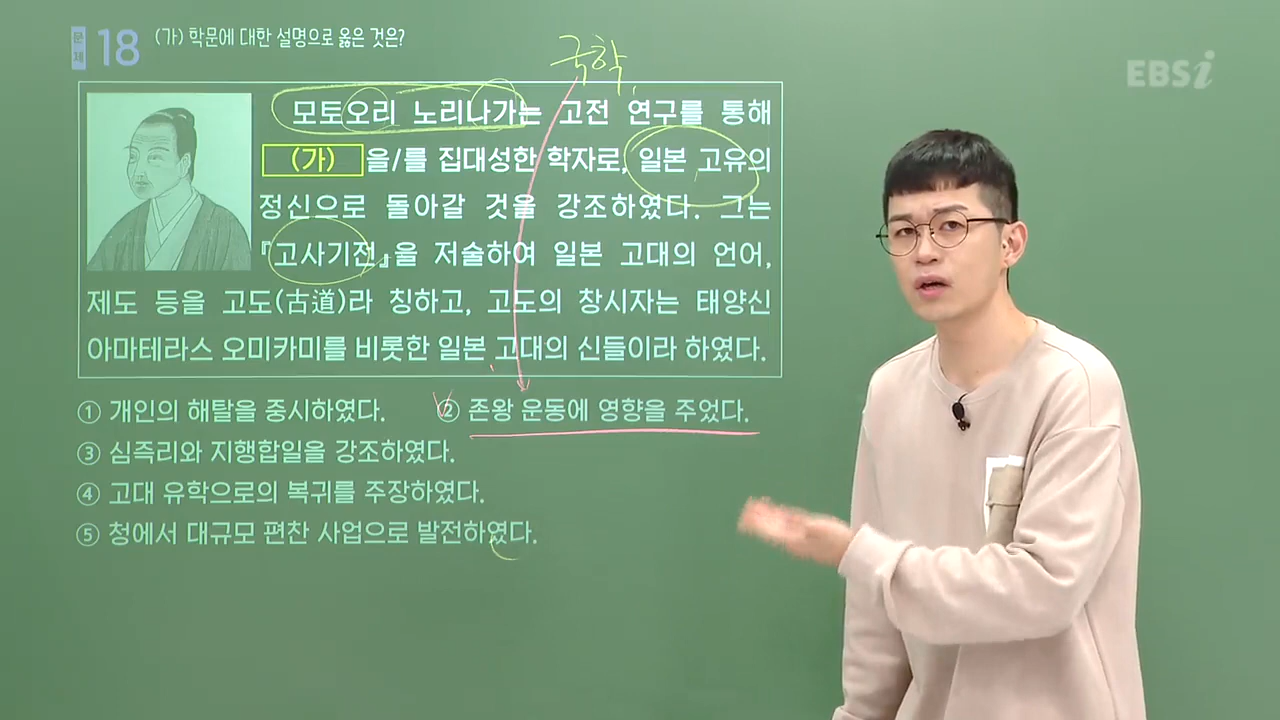 문제 18 (가) 학문에 대한 설명으로 옳은 것은?
EBSi
국학
모토오리 노리나가는 고전 연구를 통해
(가) 을/를 집대성한 학자로, 일본 고유의
정신으로 돌아갈 것을 강조하였다. 그는
『고사기전』을 저술하여 일본 고대의 언어,
제도 등을 고도(古道)라 칭하고, 고도의 창시자는 태양신
아마테라스 오미카미를 비롯한 일본 고대의 신들이라 하였다.
① 개인의 해탈을 중시하였다. ② 존왕 운동에 영향을 주었다.
③ 심즉리와 지행합일을 강조하였다.
④ 고대 유학으로의 복귀를 주장하였다.
⑤ 청에서 대규모 편찬 사업으로 발전하였다.